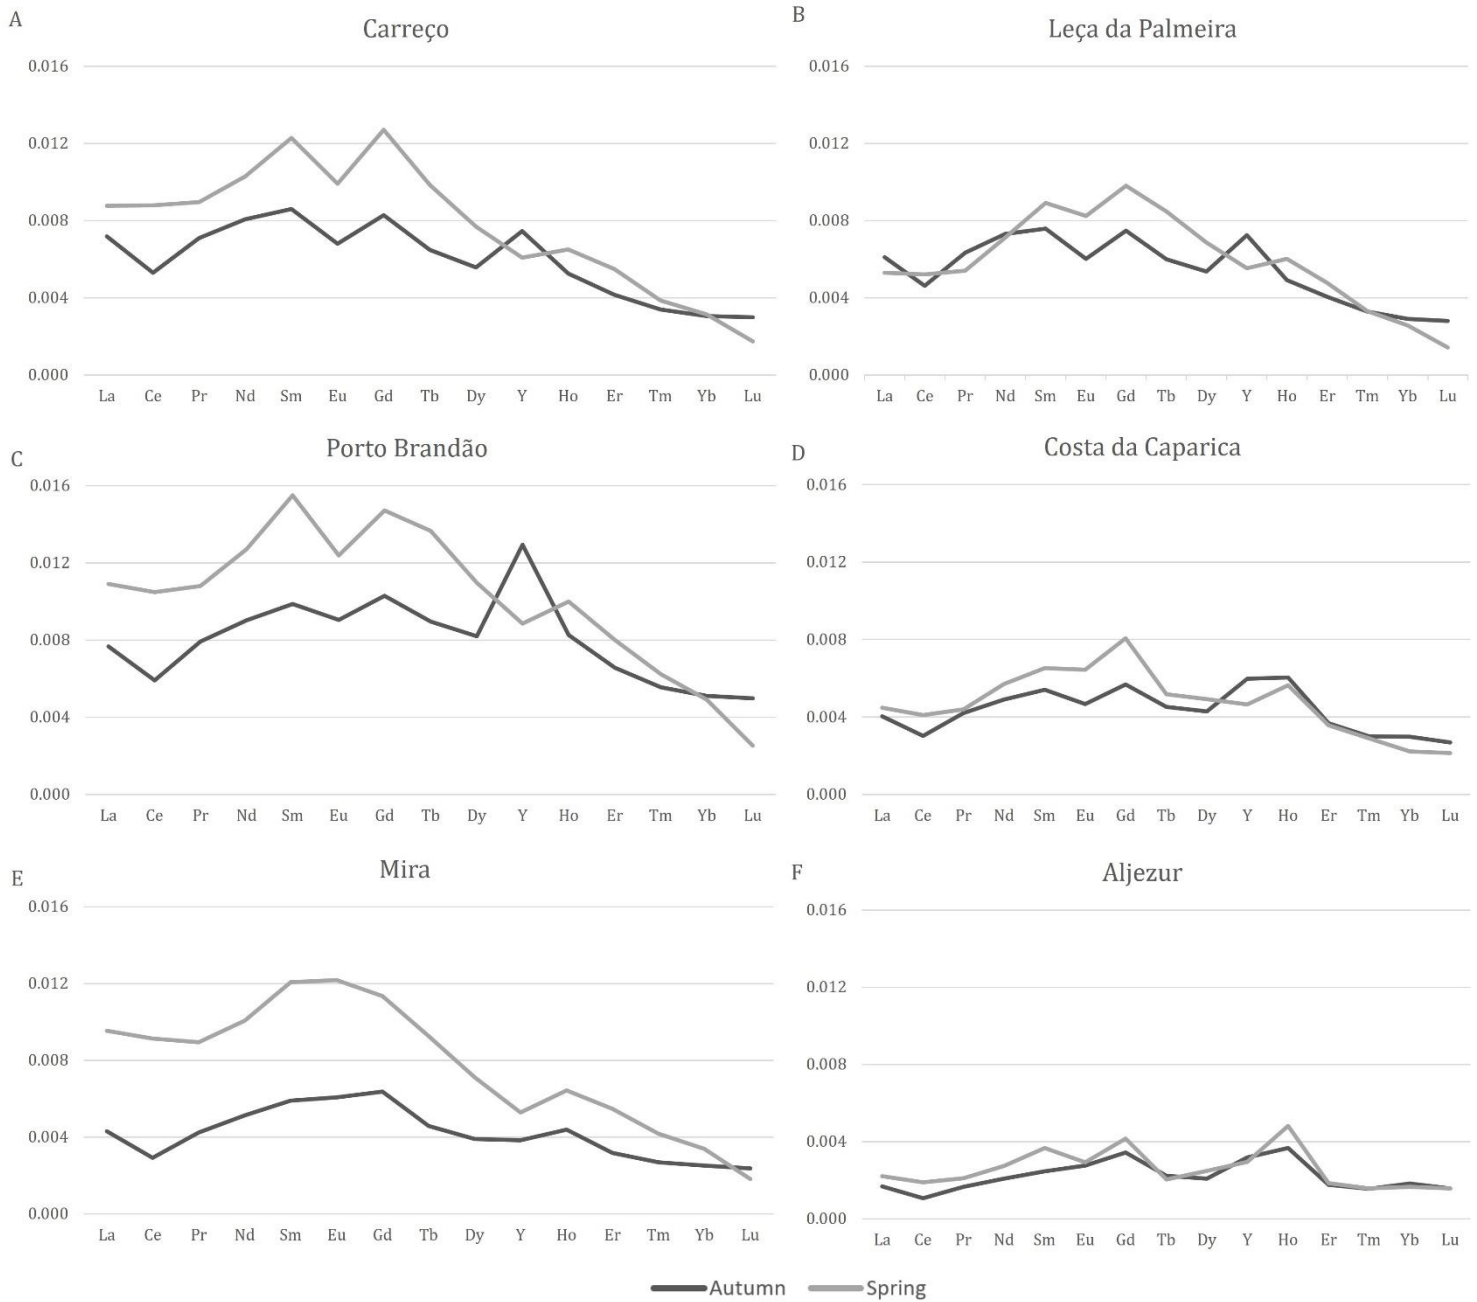 A
Carreço
0.016
0.012
0.008
0.004
0.000
La Ce Pr Nd Sm Eu Gd Tb Dy Y Ho Er Tm Yb Lu
B
Leça da Palmeira
0.016
0.012
0.008
0.004
0.000
La Ce Pr Nd Sm Eu Gd Tb Dy Y Ho Er Tm Yb Lu
C
Porto Brandão
0.016
0.012
0.008
0.004
0.000
La Ce Pr Nd Sm Eu Gd Tb Dy Y Ho Er Tm Yb Lu
D
Costa da Caparica
0.016
0.012
0.008
0.004
0.000
La Ce Pr Nd Sm Eu Gd Tb Dy Y Ho Er Tm Yb Lu
E
Mira
0.016
0.012
0.008
0.004
0.000
La Ce Pr Nd Sm Eu Gd Tb Dy Y Ho Er Tm Yb Lu
F
Aljezur
0.016
0.012
0.008
0.004
0.000
La Ce Pr Nd Sm Eu Gd Tb Dy Y Ho Er Tm Yb Lu
Autumn Spring